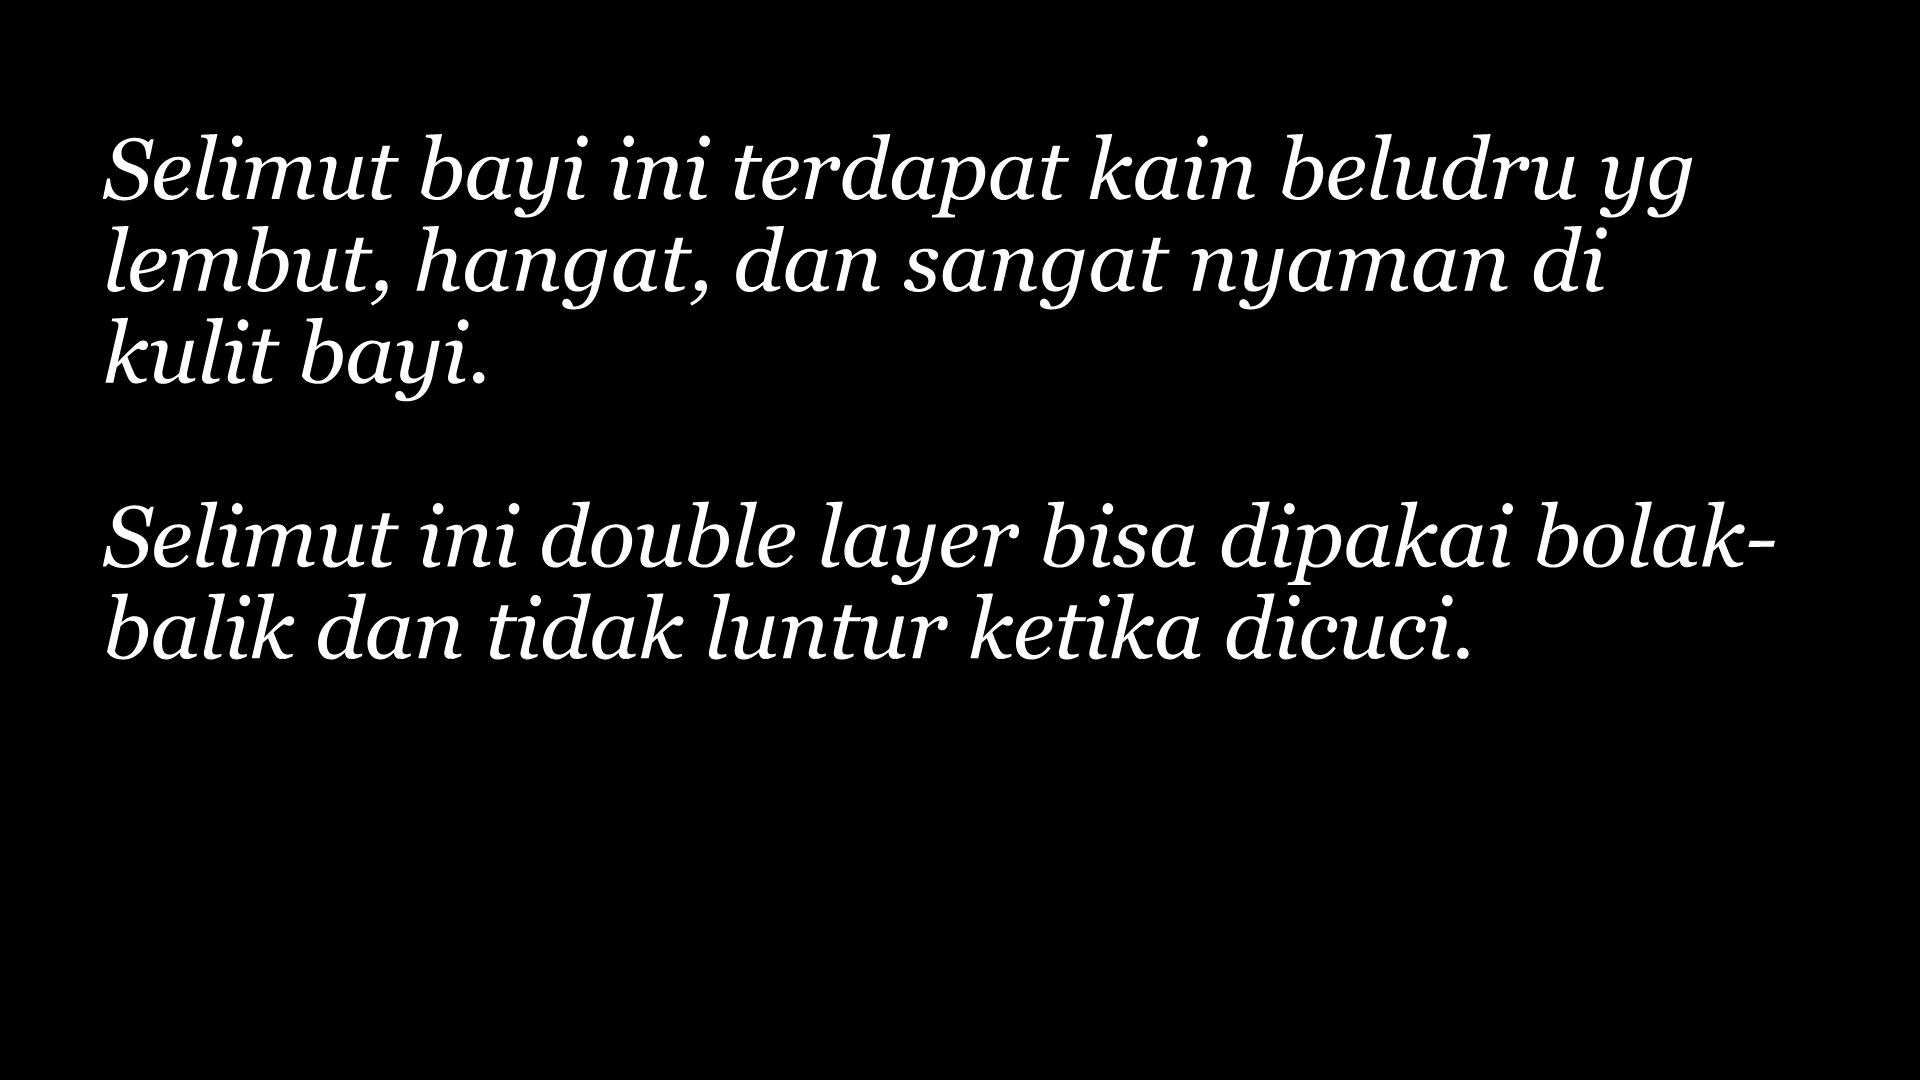 Selimut bayi ini terdapat kain beludru yg
lembut, hangat, dan sangat nyaman di
kulit bayi.
Selimut ini double layer bisa dipakai bolak-
balik dan tidak luntur ketika dicuci.